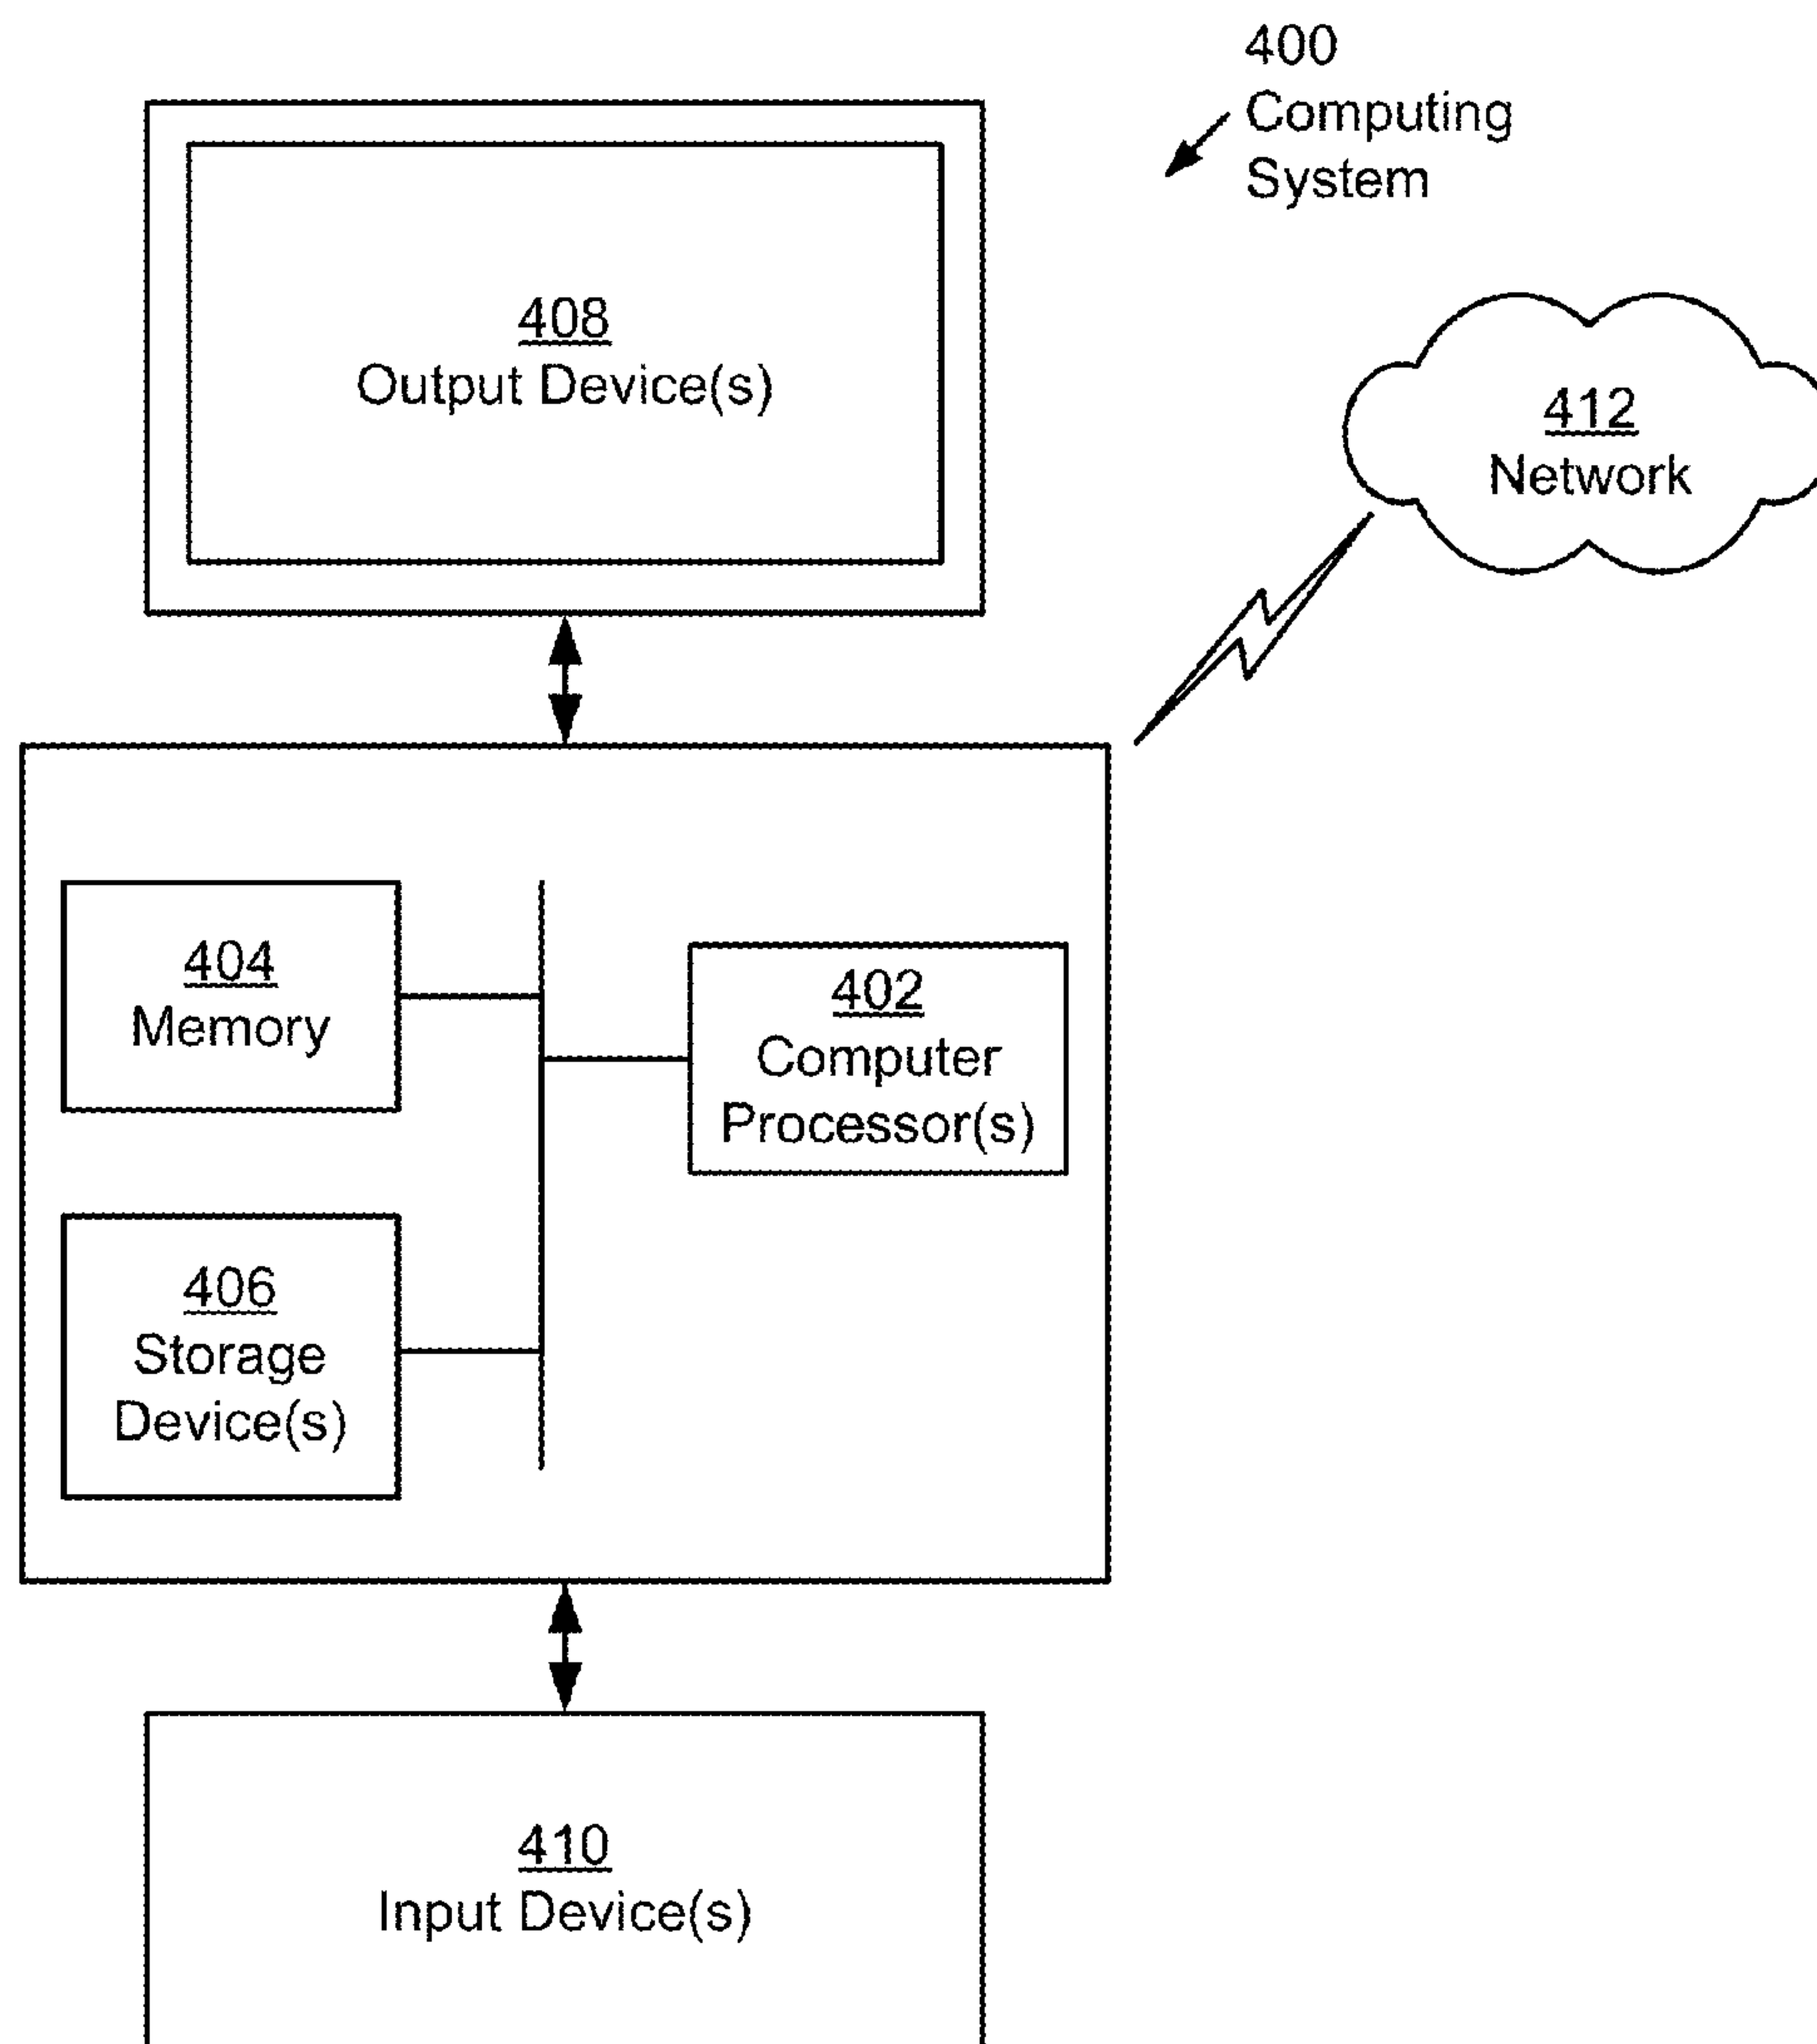 400
Computing
System
408
Output Device(s)
412
Network
404
Memory
402
Computer
Processor(s)
406
Storage
Device(s)
410
Input Device(s)